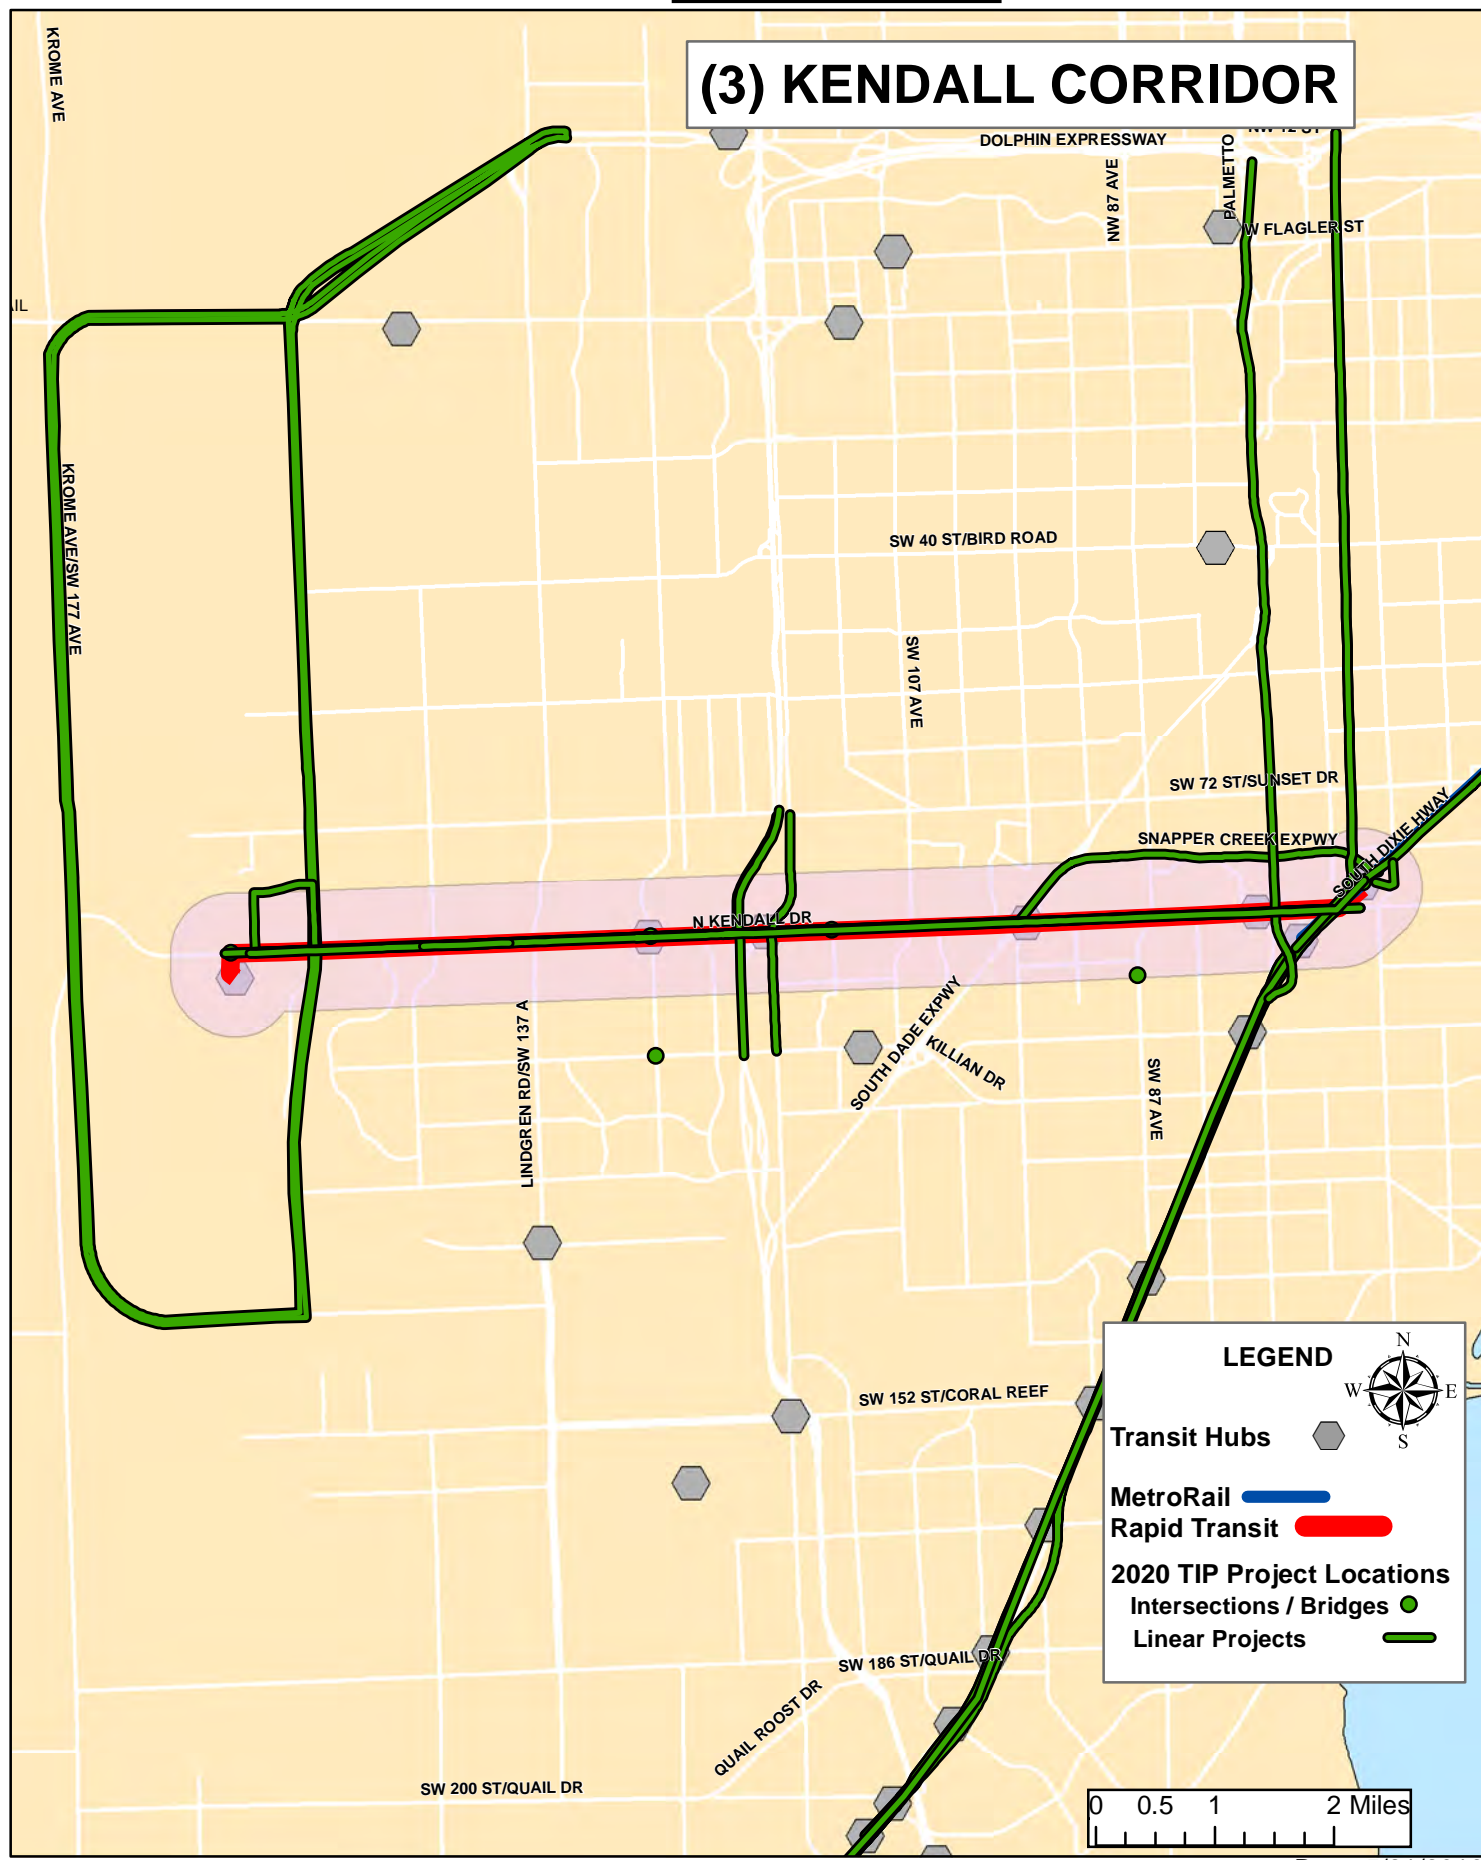 (3) KENDALL CORRIDOR
KROME AVE
DOLPHIN EXPRESSWAY
NW 87 AVE
PALMETTO
W FLAGLER ST
KROME AVE/SW 177 AVE
SW 40 ST/BIRD ROAD
SW 107 AVE
SW 72 ST/SUNSET DR
SNAPPER CREEK EXPWY
SOUTH DIXIE HWAY
N KENDALL DR
LINDGREN RD/SW 137 A
SOUTH DADE EXPWY
KILLIAN DR
SW 87 AVE
LEGEND
N
W E
S
Transit Hubs
MetroRail
Rapid Transit
2020 TIP Project Locations
Intersections / Bridges
Linear Projects
SW 152 ST/CORAL REEF
SW 186 ST/QUAIL DR
QUAIL ROOST DR
SW 200 ST/QUAIL DR
0 0.5 1 2 Miles